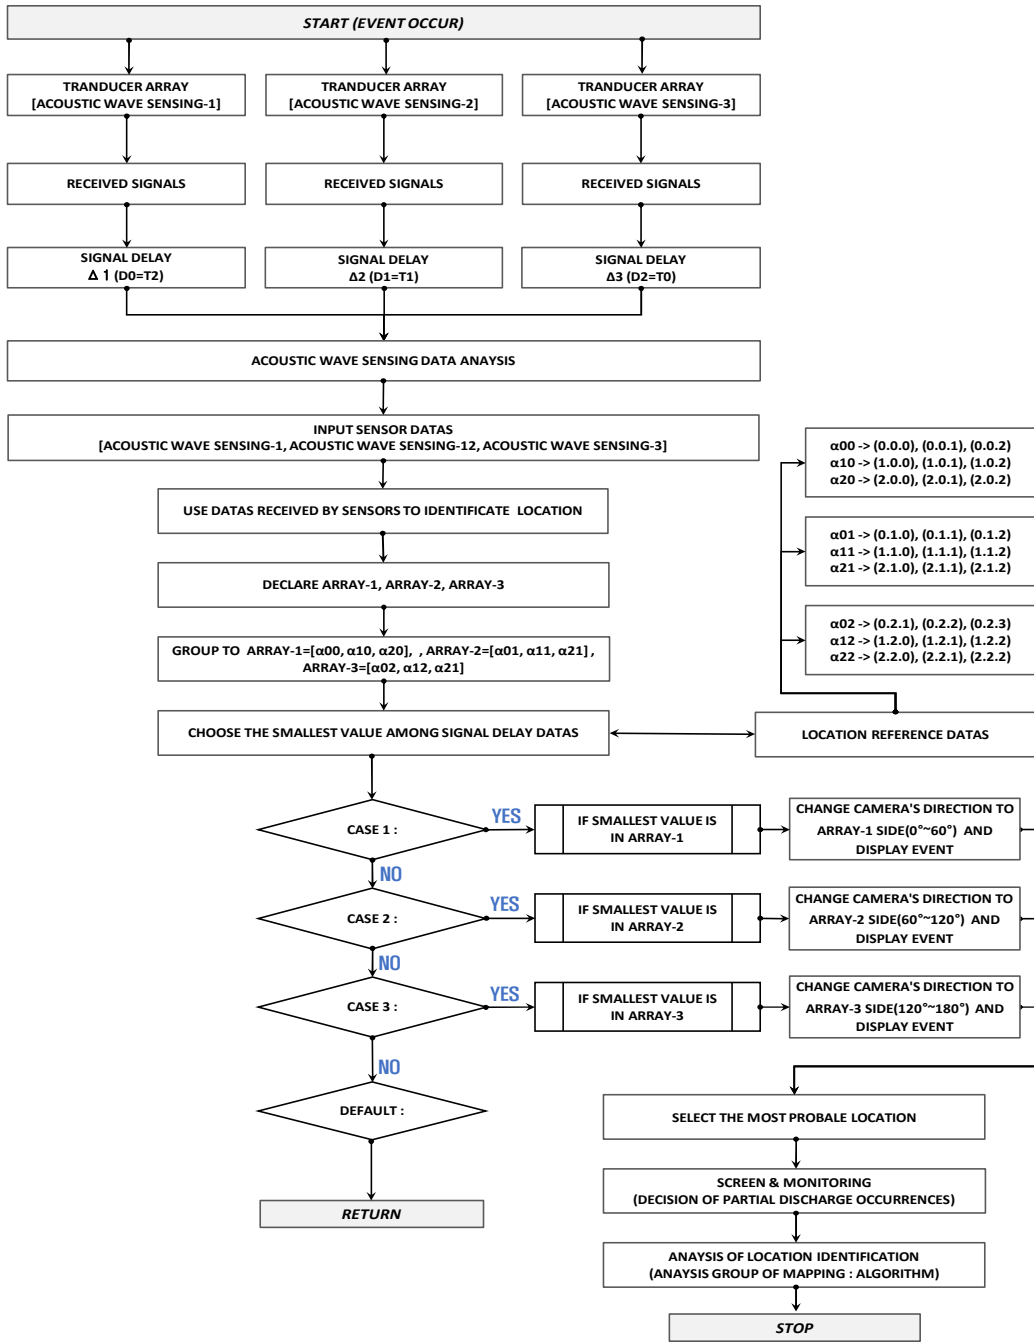 START (EVENT OCCUR)
TRANDUCER ARRAY
[ACOUSTIC WAVE SENSING-1]
TRANDUCER ARRAY
[ACOUSTIC WAVE SENSING-2]
TRANDUCER ARRAY
[ACOUSTIC WAVE SENSING-3]
RECEIVED SIGNALS
RECEIVED SIGNALS
RECEIVED SIGNALS
SIGNAL DELAY
Δ 1 (D0=T2)
SIGNAL DELAY
Δ2 (D1=T1)
SIGNAL DELAY
Δ3 (D2=T0)
ACOUSTIC WAVE SENSING DATA ANAYSIS
INPUT SENSOR DATAS
[ACOUSTIC WAVE SENSING-1, ACOUSTIC WAVE SENSING-12, ACOUSTIC WAVE SENSING-3]
USE DATAS RECEIVED BY SENSORS TO IDENTIFICATE LOCATION
DECLARE ARRAY-1, ARRAY-2, ARRAY-3
GROUP TO ARRAY-1=[α00, α10, α20], , ARRAY-2=[α01, α11, α21] ,
ARRAY-3=[α02, α12, α21]
CHOOSE THE SMALLEST VALUE AMONG SIGNAL DELAY DATAS
α00 -> (0.0.0), (0.0.1), (0.0.2)
α10 -> (1.0.0), (1.0.1), (1.0.2)
α20 -> (2.0.0), (2.0.1), (2.0.2)
α01 -> (0.1.0), (0.1.1), (0.1.2)
α11 -> (1.1.0), (1.1.1), (1.1.2)
α21 -> (2.1.0), (2.1.1), (2.1.2)
α02 -> (0.2.1), (0.2.2), (0.2.3)
α12 -> (1.2.0), (1.2.1), (1.2.2)
α22 -> (2.2.0), (2.2.1), (2.2.2)
LOCATION REFERENCE DATAS
CASE 1 :
YES
IF SMALLEST VALUE IS
IN ARRAY-1
CHANGE CAMERA'S DIRECTION TO
ARRAY-1 SIDE(0°~60°) AND
DISPLAY EVENT
NO
CASE 2 :
YES
IF SMALLEST VALUE IS
IN ARRAY-2
CHANGE CAMERA'S DIRECTION TO
ARRAY-2 SIDE(60°~120°) AND
DISPLAY EVENT
NO
CASE 3 :
YES
IF SMALLEST VALUE IS
IN ARRAY-3
CHANGE CAMERA'S DIRECTION TO
ARRAY-3 SIDE(120°~180°) AND
DISPLAY EVENT
NO
DEFAULT :
RETURN
SELECT THE MOST PROBALE LOCATION
SCREEN & MONITORING
(DECISION OF PARTIAL DISCHARGE OCCURRENCES)
ANAYSIS OF LOCATION IDENTIFICATION
(ANAYSIS GROUP OF MAPPING : ALGORITHM)
STOP